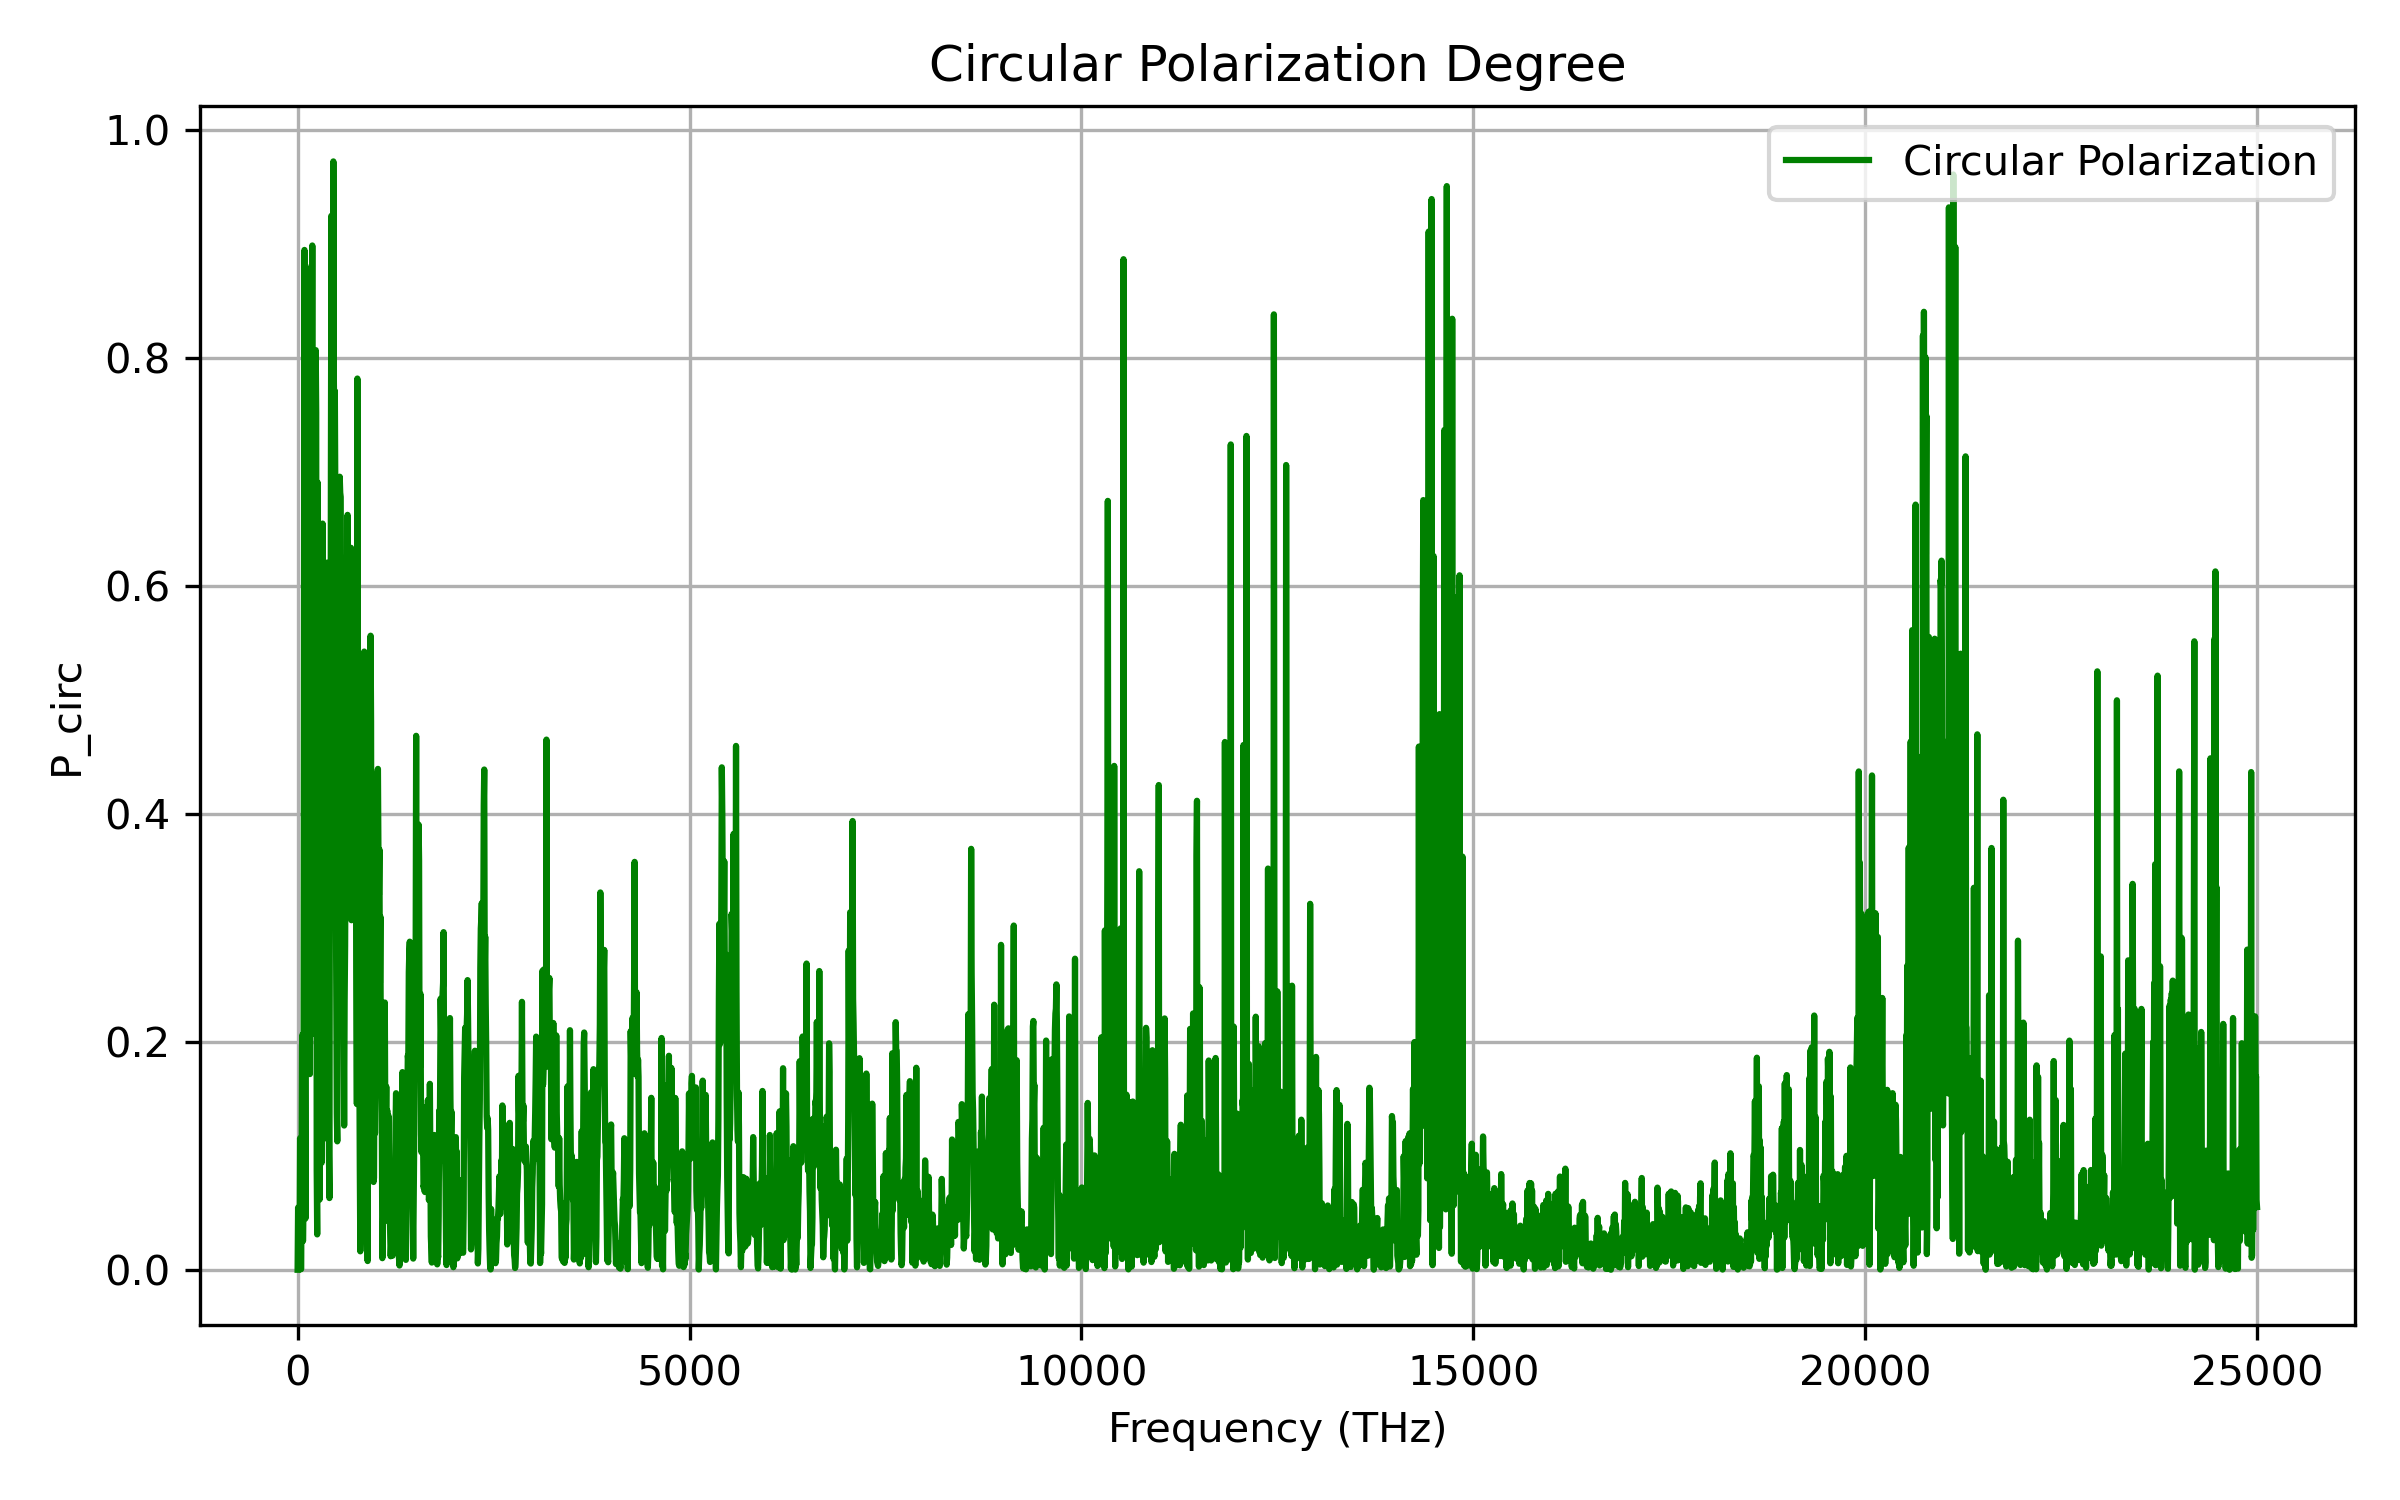 Circular Polarization Degree
Circular Polarization
1.0
0.8
0.6
0.4
0.2
0.0
P_circ
0 5000 10000 15000 20000 25000
Frequency (THz)